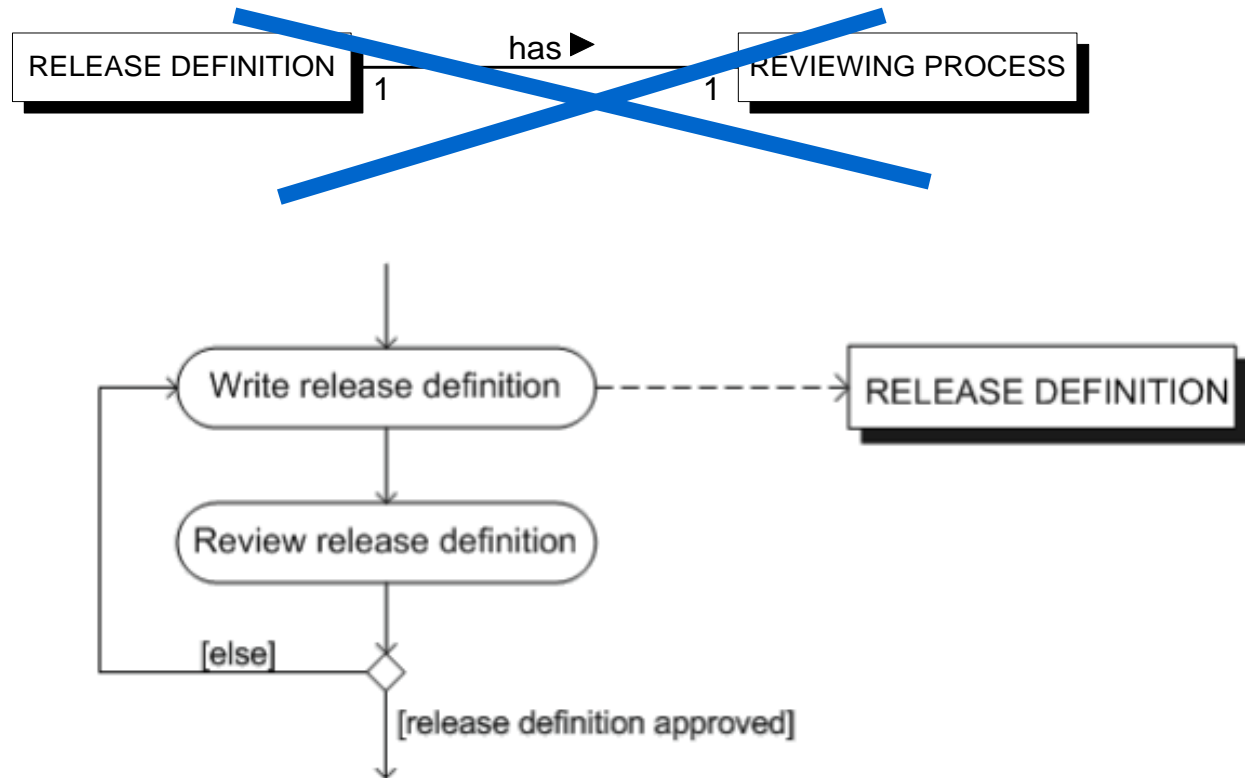 has ▶
RELEASE DEFINITION
REVIEWING PROCESS
1
1
Write release definition
RELEASE DEFINITION
Review release definition
[else]
[release definition approved]